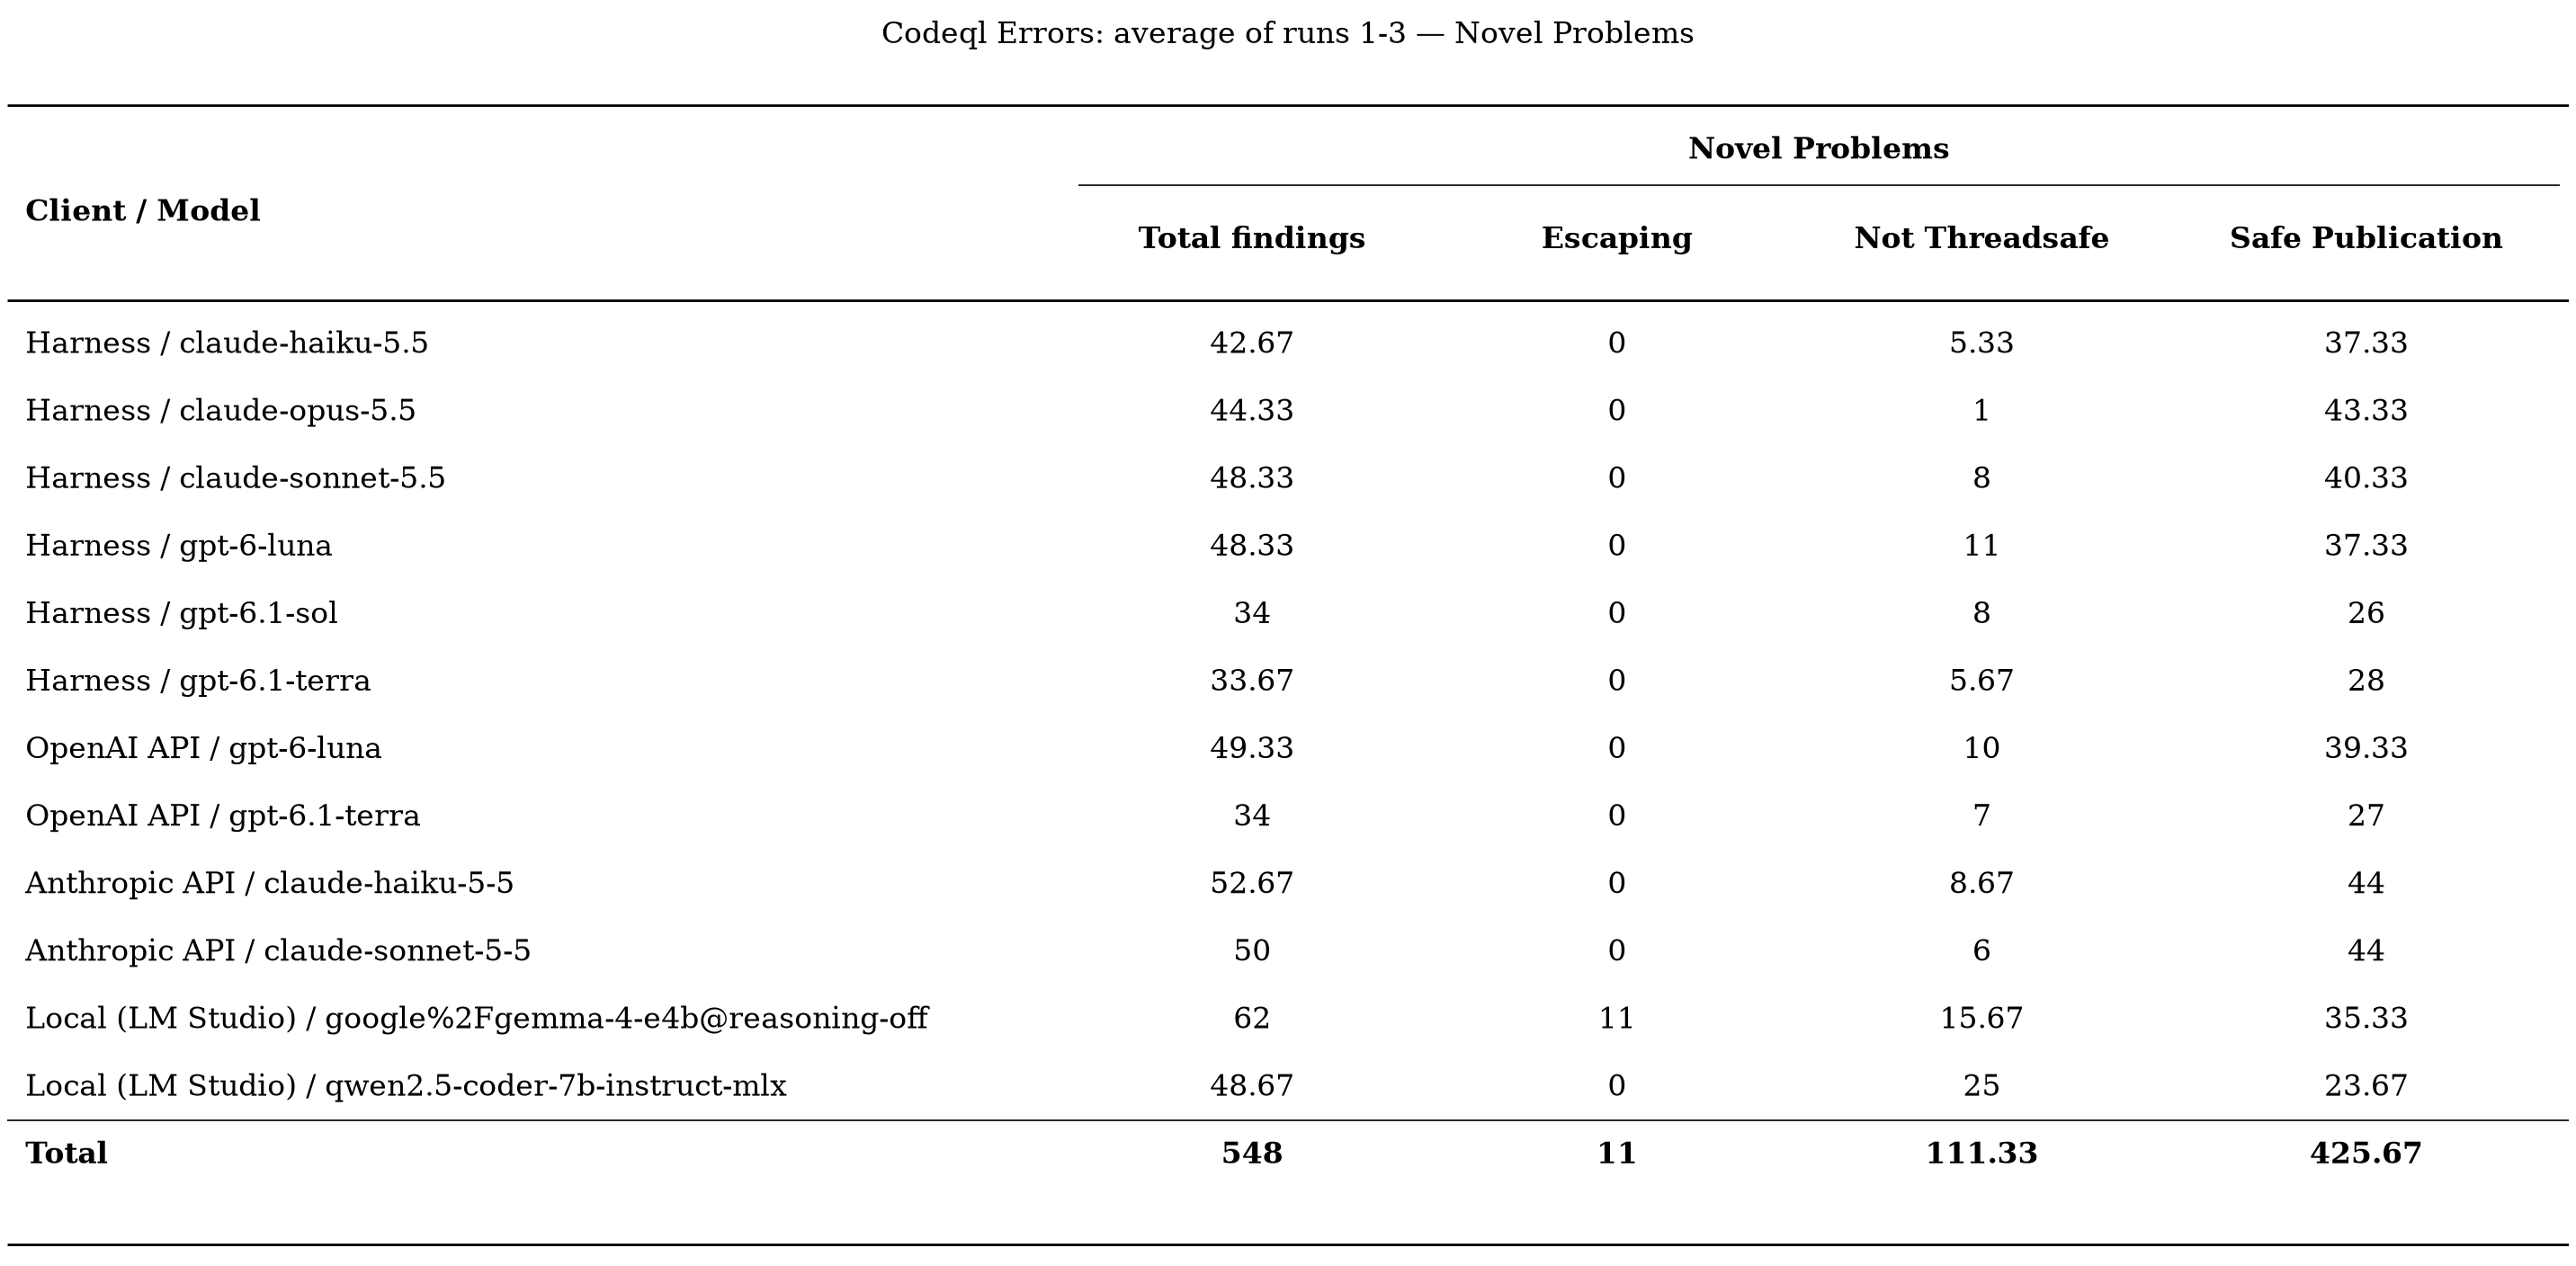 Codeql Errors: average of runs 1-3 — Novel Problems
Novel Problems
Client / Model
Total findings Escaping Not Threadsafe Safe Publication
Harness / claude-haiku-5.5 42.67 0 5.33 37.33
Harness / claude-opus-5.5 44.33 0 1 43.33
Harness / claude-sonnet-5.5 48.33 0 8 40.33
Harness / gpt-6-luna 48.33 0 11 37.33
Harness / gpt-6.1-sol 34 0 8 26
Harness / gpt-6.1-terra 33.67 0 5.67 28
OpenAI API / gpt-6-luna 49.33 0 10 39.33
OpenAI API / gpt-6.1-terra 34 0 7 27
Anthropic API / claude-haiku-5-5 52.67 0 8.67 44
Anthropic API / claude-sonnet-5-5 50 0 6 44
Local (LM Studio) / google%2Fgemma-4-e4b@reasoning-off 62 11 15.67 35.33
Local (LM Studio) / qwen2.5-coder-7b-instruct-mlx 48.67 0 25 23.67
Total 548 11 111.33 425.67